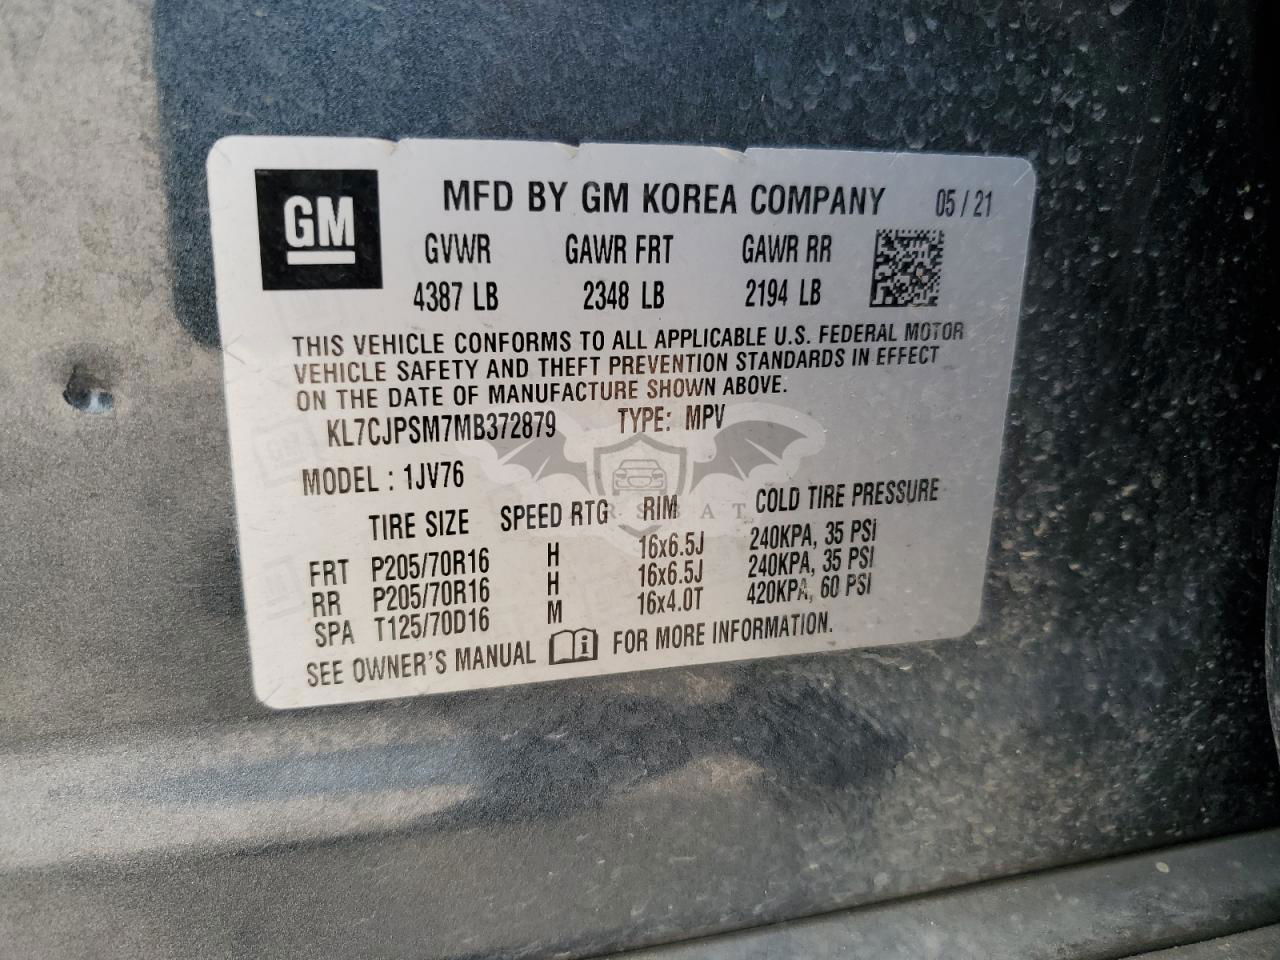 GM
MFD BY GM KOREA COMPANY 05 / 21
GVWR GAWR FRT GAWR RR
4387 LB 2348 LB 2194 LB
THIS VEHICLE CONFORMS TO ALL APPLICABLE U.S. FEDERAL MOTOR
VEHICLE SAFETY AND THEFT PREVENTION STANDARDS IN EFFECT
ON THE DATE OF MANUFACTURE SHOWN ABOVE.
KL7CJPSM7MB372879 TYPE: MPV
MODEL : 1JV76
TIRE SIZE SPEED RTG RIM COLD TIRE PRESSURE
FRT P205/70R16 H 16x6.5J 240KPA, 35 PSI
RR P205/70R16 H 16x6.5J 240KPA, 35 PSI
SPA T125/70D16 M 16x4.0T 420KPA, 60 PSI
SEE OWNER'S MANUAL i FOR MORE INFORMATION.